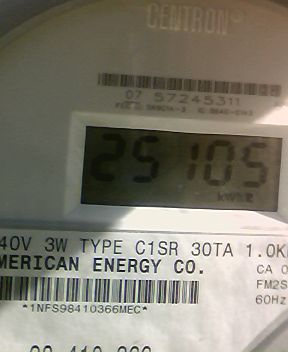 CENTRON
07 57245311
25105
kWh
40V 3W TYPE C1SR 30TA 1.0K
MERICAN ENERGY CO.
CA 0
FM2S
60Hz
*1NFS98410366MEC*